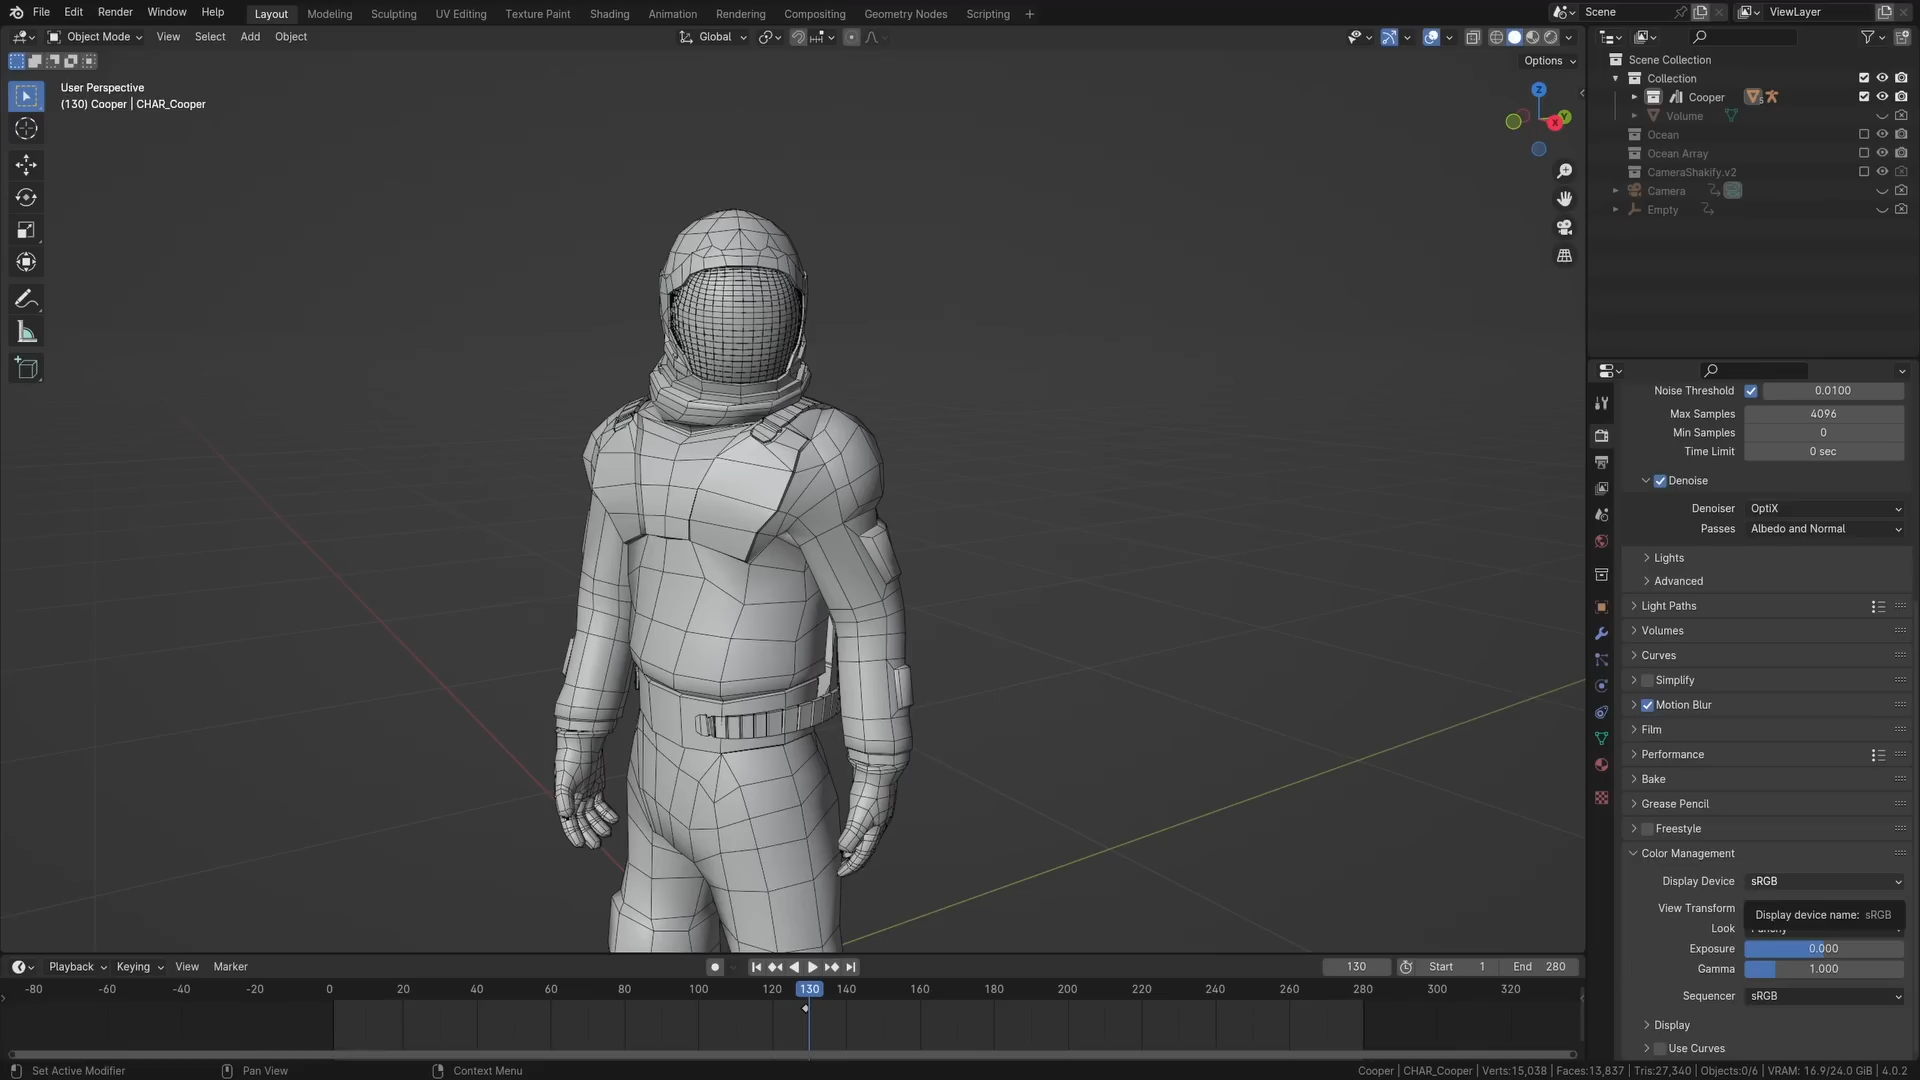 File Edit Render Window Help Layout Modeling Sculpting UV Editing Texture Paint Shading Animation Rendering Compositing Geometry Nodes Scripting + Scene ViewLayer
Object Mode View Select Add Object Global
Options
User Perspective
(130) Cooper | CHAR_Cooper
Z
Y
X
Scene Collection
Collection
Cooper
Volume
Ocean
Ocean Array
CameraShakify.v2
Camera
Empty
Noise Threshold 0.0100
Max Samples 4096
Min Samples 0
Time Limit 0 sec
Denoise
Denoiser OptiX
Passes Albedo and Normal
Lights
Advanced
Light Paths
Volumes
Curves
Simplify
Motion Blur
Film
Performance
Bake
Grease Pencil
Freestyle
Color Management
Display Device sRGB
View Transform
Display device name: sRGB
Look
Exposure 0.000
Gamma 1.000
Sequencer sRGB
Display
Use Curves
Playback Keying View Marker 130 Start 1 End 280
-80 -60 -40 -20 0 20 40 60 80 100 120 130 140 160 180 200 220 240 260 280 300 320
Set Active Modifier Pan View Context Menu Cooper | CHAR_Cooper | Verts:15,038 | Faces:13,837 | Tris:27,340 | Objects:0/6 | VRAM: 16.9/24.0 GiB | 4.0.2